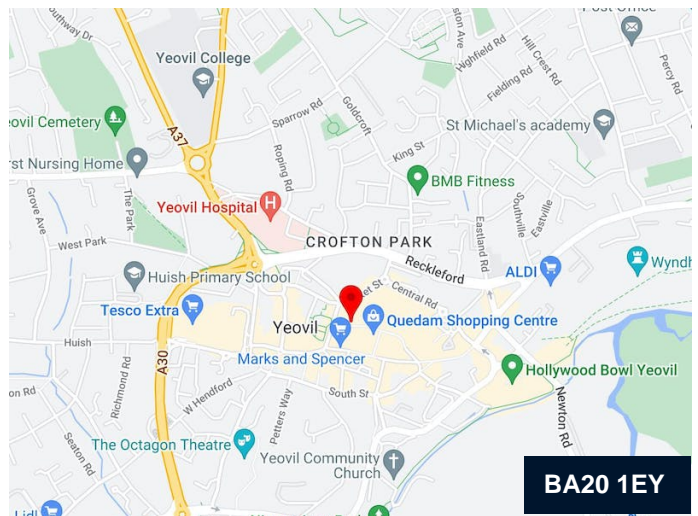 Southway Dr
Post Office
Yeovil College
Highfield Rd
Hill Crest Rd
Fielding Rd
Percy Rd
Goldcroft
Sparrow Rd
A37
eovil Cemetery
St Michael's academy
King St
rst Nursing Home
Roping Rd
BMB Fitness
The Park
Grove Ave
Yeovil Hospital
Southville
Eastville
Eastland Rd
West Park
CROFTON PARK
Reckleford
Wyndh
ALDI
Huish Primary School
et St
Central Rd
Tesco Extra
Yeovil
Quedam Shopping Centre
Huish
Marks and Spencer
A30
Hollywood Bowl Yeovil
Richmond Rd
on Rd
South St
W Hendford
Petters Way
Newton Rd
Seaton Rd
The Octagon Theatre
Yeovil Community
Church
BA20 1EY
Lidl